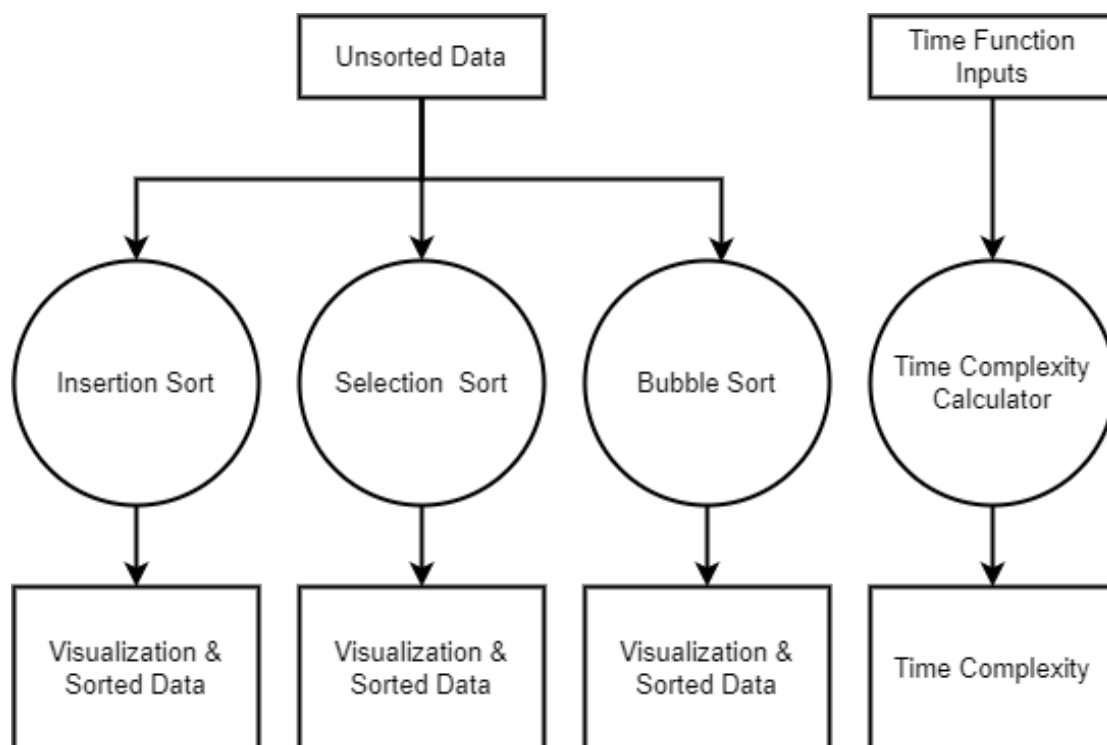 Unsorted Data
Time Function
Inputs
Insertion Sort
Selection Sort
Bubble Sort
Time Complexity
Calculator
Visualization &
Sorted Data
Visualization &
Sorted Data
Visualization &
Sorted Data
Time Complexity